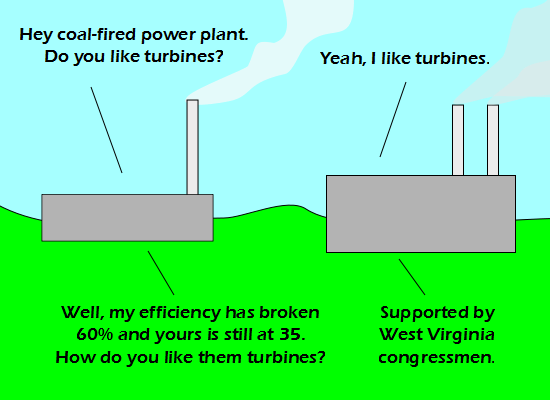 Hey coal-fired power plant.
Do you like turbines?
Yeah, I like turbines.
Well, my efficiency has broken
60% and yours is still at 35.
How do you like them turbines?
Supported by
West Virginia
congressmen.